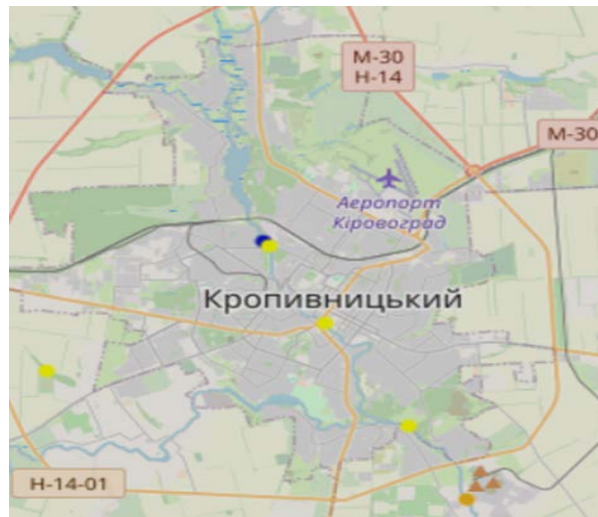 М-30
Н-14
М-30
Аеропорт
Кіровоград
Кропивницький
Н-14-01